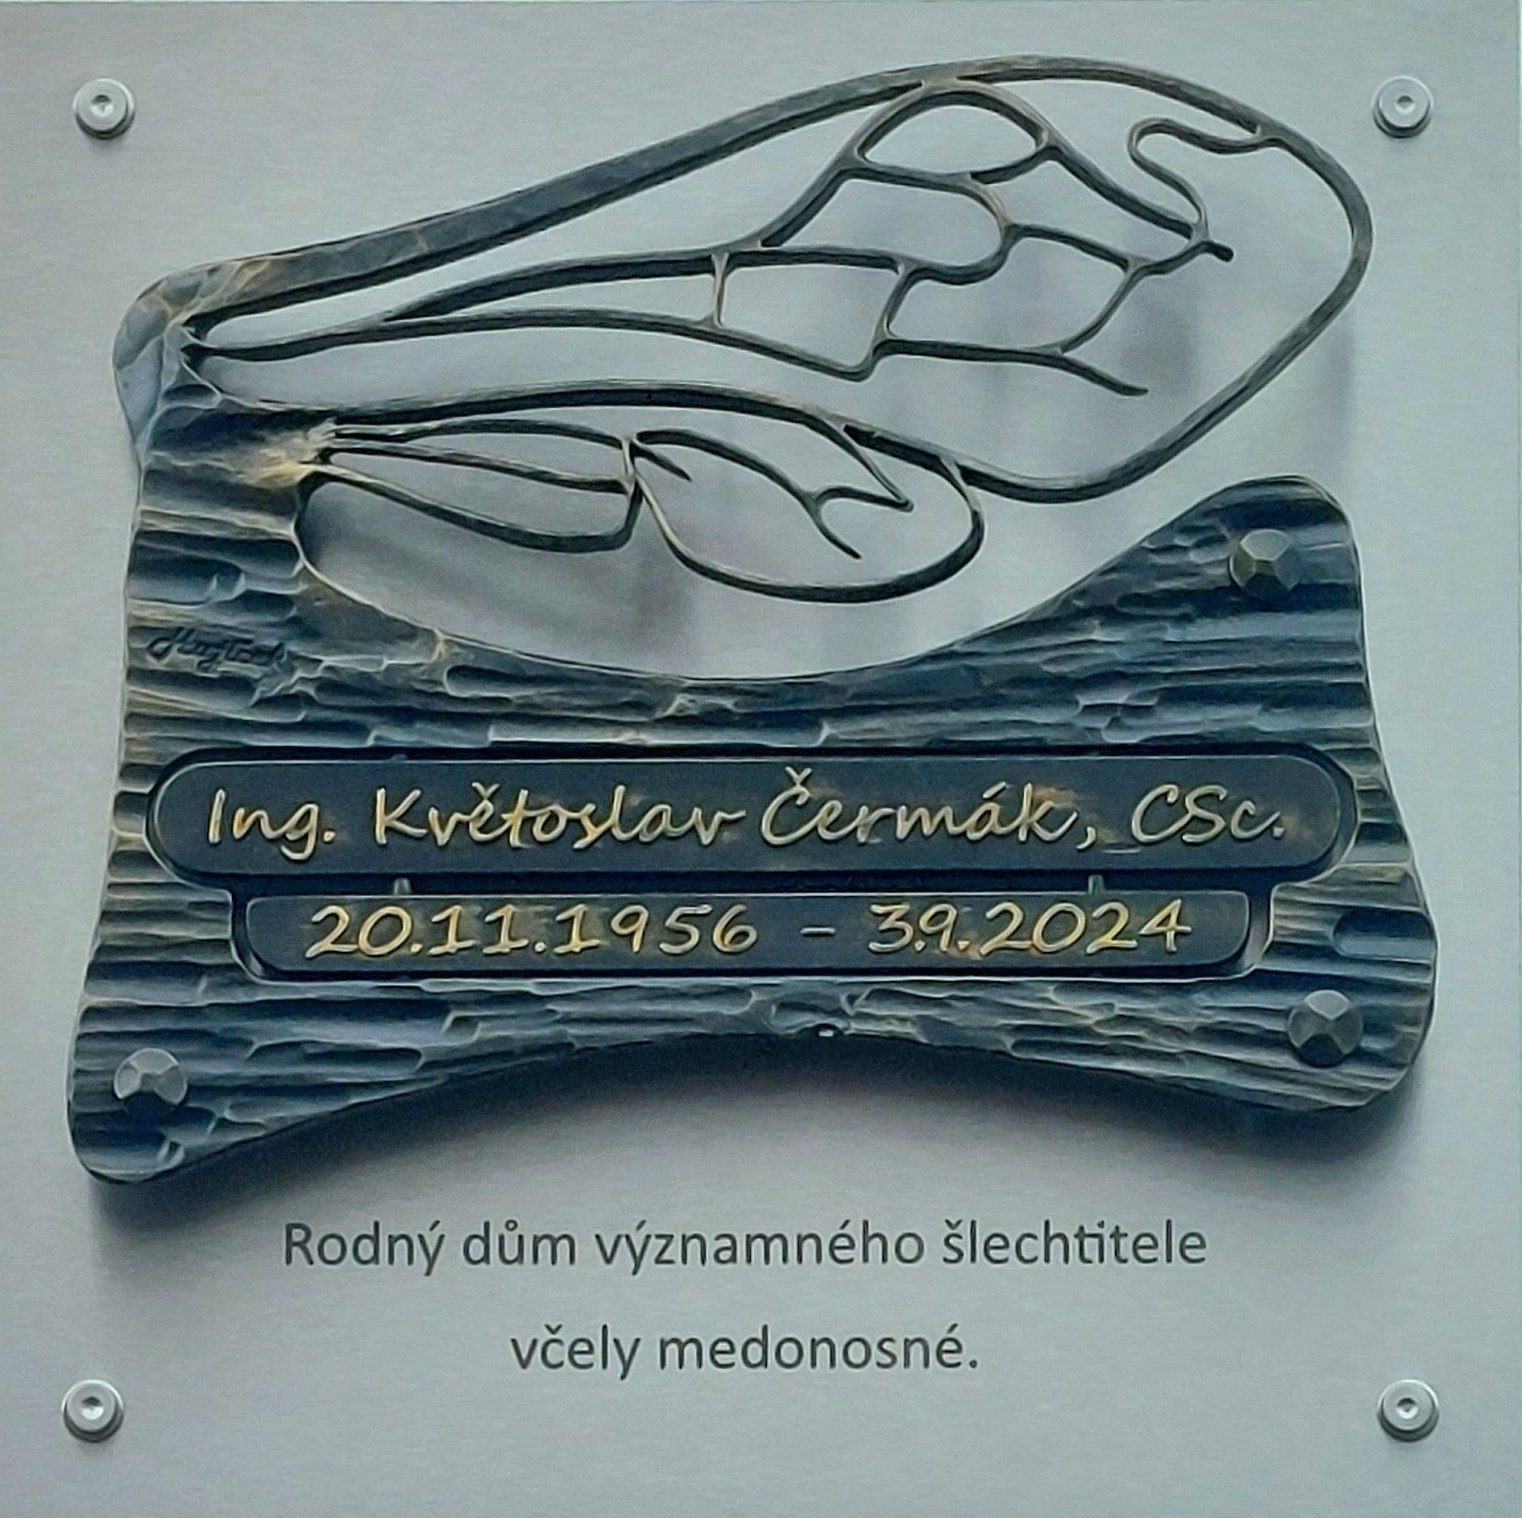 Ing. Květoslav Čermák, CSc.
20.11.1956 – 3.9.2024
Rodný dům významného šlechtitele
včely medonosné.